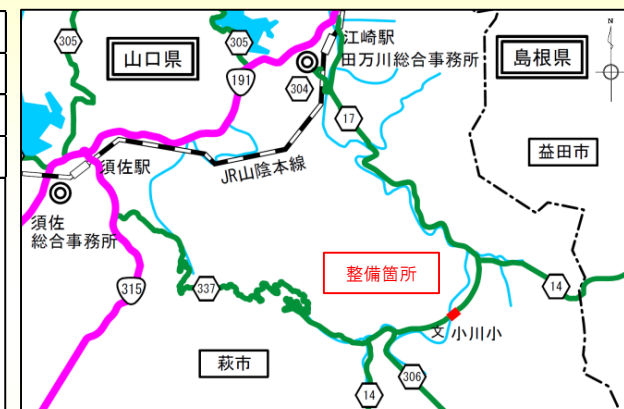 305
山口県
305
191
江崎駅
田万川総合事務所
304
17
島根県
N
益田市
須佐駅
JR山陰本線
須佐
総合事務所
整備箇所
315
337
14
文 小川小
萩市
14
306